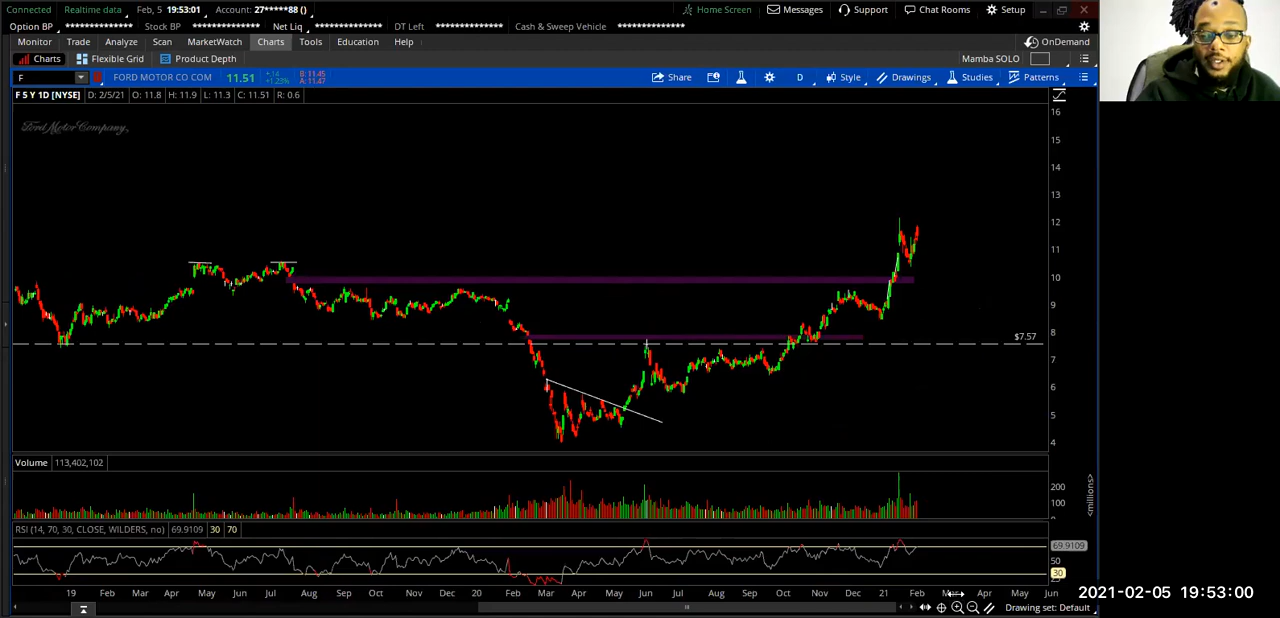 Connected Realtime data Feb, 5 19:53:01 Account: 27*****88 () Home Screen Messages Support Chat Rooms Setup
Option BP ************** Stock BP ************** Net Liq ************** DT Left ************** Cash & Sweep Vehicle **************
Monitor Trade Analyze Scan MarketWatch Charts Tools Education Help OnDemand
Charts Flexible Grid Product Depth Mamba SOLO
F FORD MOTOR CO COM 11.51 +.14 +1.23% B: 11.45 A: 11.47 Share D Style Drawings Studies Patterns
F 5 Y 1D [NYSE] D: 2/5/21 O: 11.8 H: 11.9 L: 11.3 C: 11.51 R: 0.6
Ford Motor Company,
16
15
14
13
12
11
10
9
8
$7.57
7
6
5
4
Volume 113,402,102
200
100
0
<millions>
RSI (14, 70, 30, CLOSE, WILDERS, no) 69.9109 30 70
69.9109
50
30
19 Feb Mar Apr May Jun Jul Aug Sep Oct Nov Dec 20 Feb Mar Apr May Jun Jul Aug Sep Oct Nov Dec 21 Feb Mar Apr May Jun
2021-02-05 19:53:00
Drawing set: Default